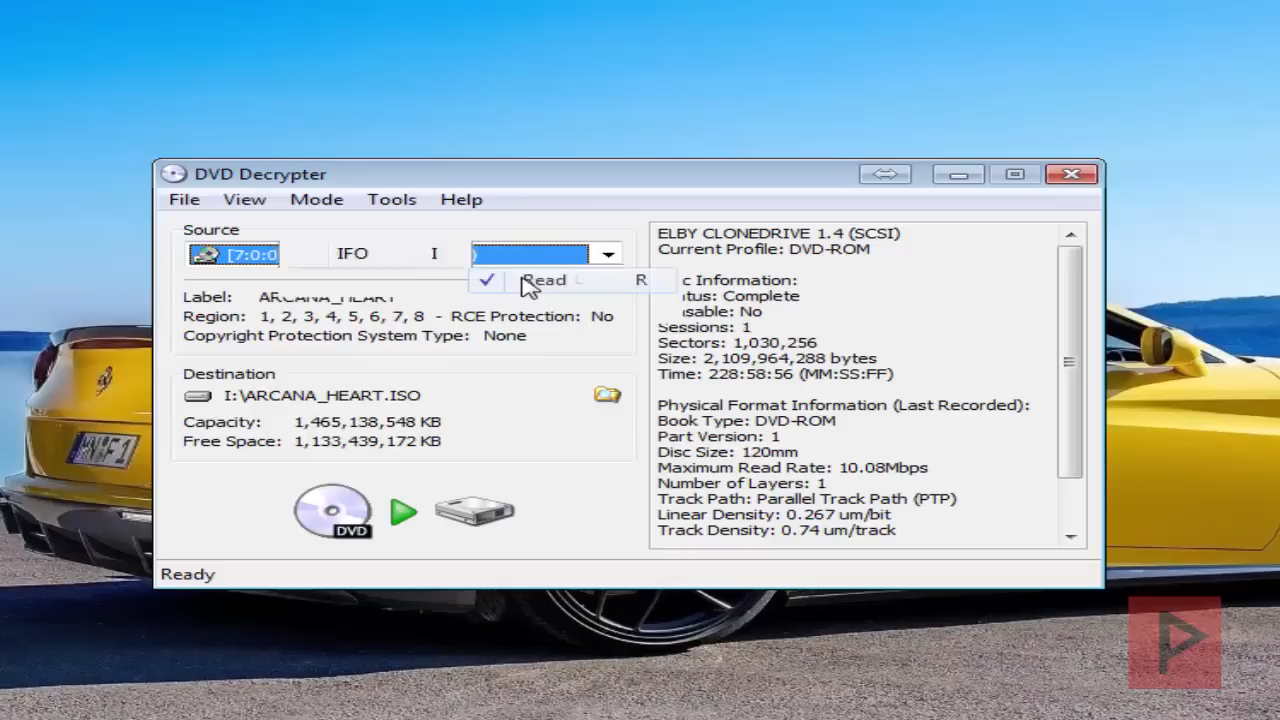 DVD Decrypter
File View Mode Tools Help
Source
[7:0:0 IFO I )
Read R
Label: ARCANA_HEART
Region: 1, 2, 3, 4, 5, 6, 7, 8 - RCE Protection: No
Copyright Protection System Type: None
Destination
I:\ARCANA_HEART.ISO
Capacity: 1,465,138,548 KB
Free Space: 1,133,439,172 KB
DVD
ELBY CLONEDRIVE 1.4 (SCSI)
Current Profile: DVD-ROM
c Information:
tus: Complete
sable: No
Sessions: 1
Sectors: 1,030,256
Size: 2,109,964,288 bytes
Time: 228:58:56 (MM:SS:FF)
Physical Format Information (Last Recorded):
Book Type: DVD-ROM
Part Version: 1
Disc Size: 120mm
Maximum Read Rate: 10.08Mbps
Number of Layers: 1
Track Path: Parallel Track Path (PTP)
Linear Density: 0.267 um/bit
Track Density: 0.74 um/track
Ready
P